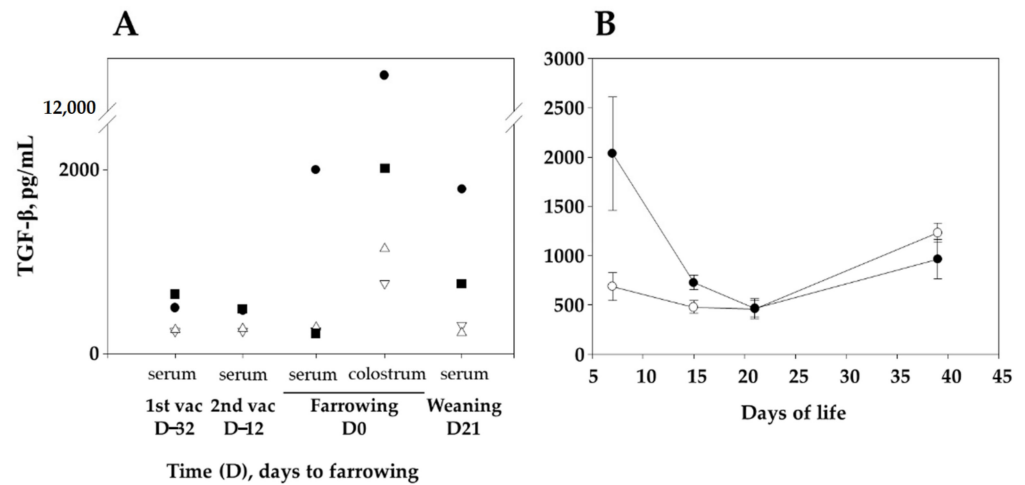 A
12,000
2000
0
TGF-β, pg/mL
serum serum serum colostrum serum
1st vac 2nd vac Farrowing Weaning
D-32 D-12 D0 D21
Time (D), days to farrowing
B
3000
2500
2000
1500
1000
500
0
5 10 15 20 25 30 35 40 45
Days of life